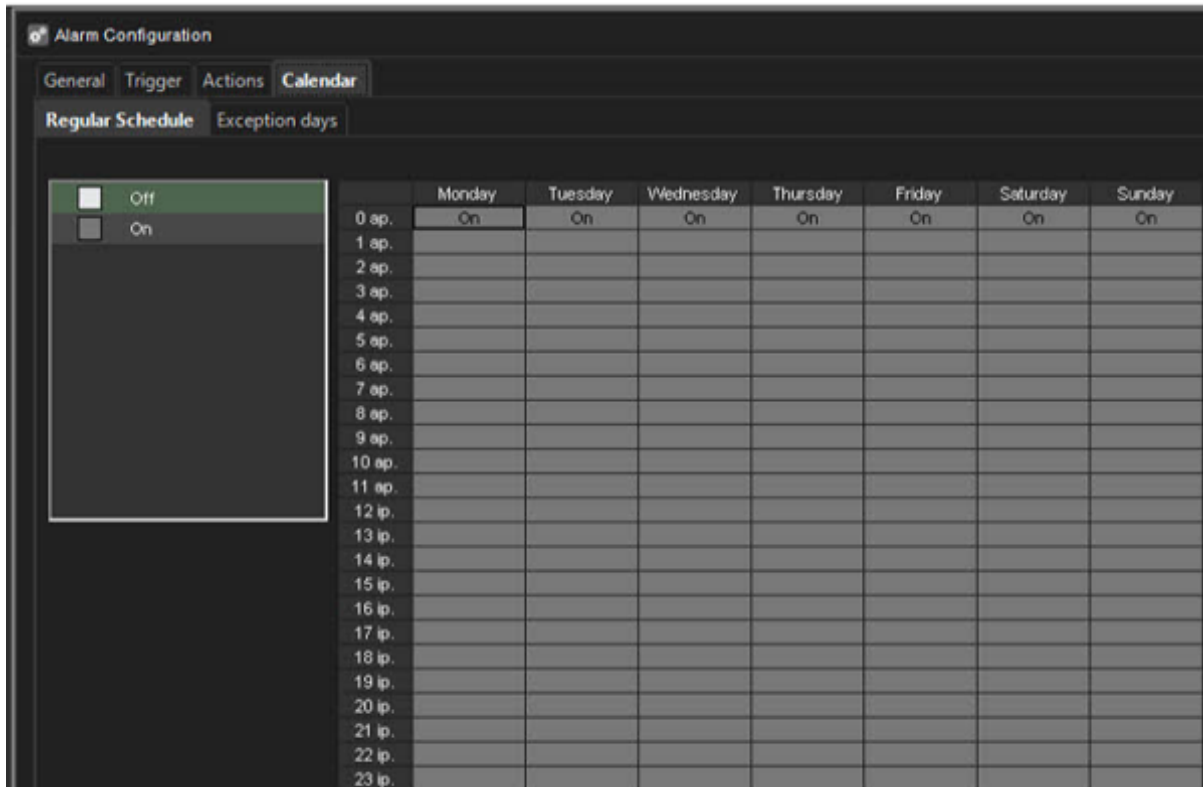 Alarm Configuration
General Trigger Actions Calendar
Regular Schedule Exception days
Off
On
Monday Tuesday Wednesday Thursday Friday Saturday Sunday
0 ap. On On On On On On On
1 ap.
2 ap.
3 ap.
4 ap.
5 ap.
6 ap.
7 ap.
8 ap.
9 ap.
10 ap.
11 ap.
12 ip.
13 ip.
14 ip.
15 ip.
16 ip.
17 ip.
18 ip.
19 ip.
20 ip.
21 ip.
22 ip.
23 ip.